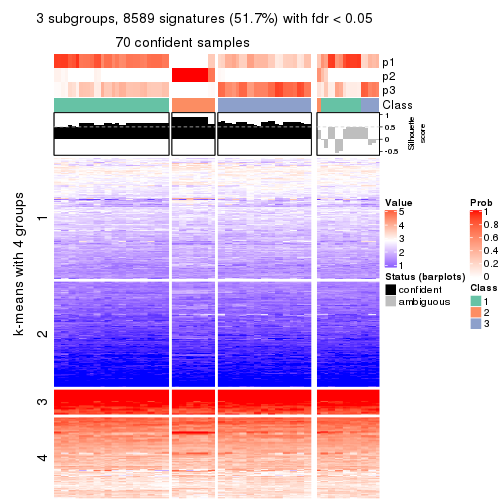 3 subgroups, 8589 signatures (51.7%) with fdr < 0.05
70 confident samples
p1
p2
p3
Class
1
0.5
0
-0.5
Silhouette
score
k-means with 4 groups
1
2
3
4
Value
5
4
3
2
1
Status (barplots)
confident
ambiguous
Prob
1
0.8
0.6
0.4
0.2
0
Class
1
2
3